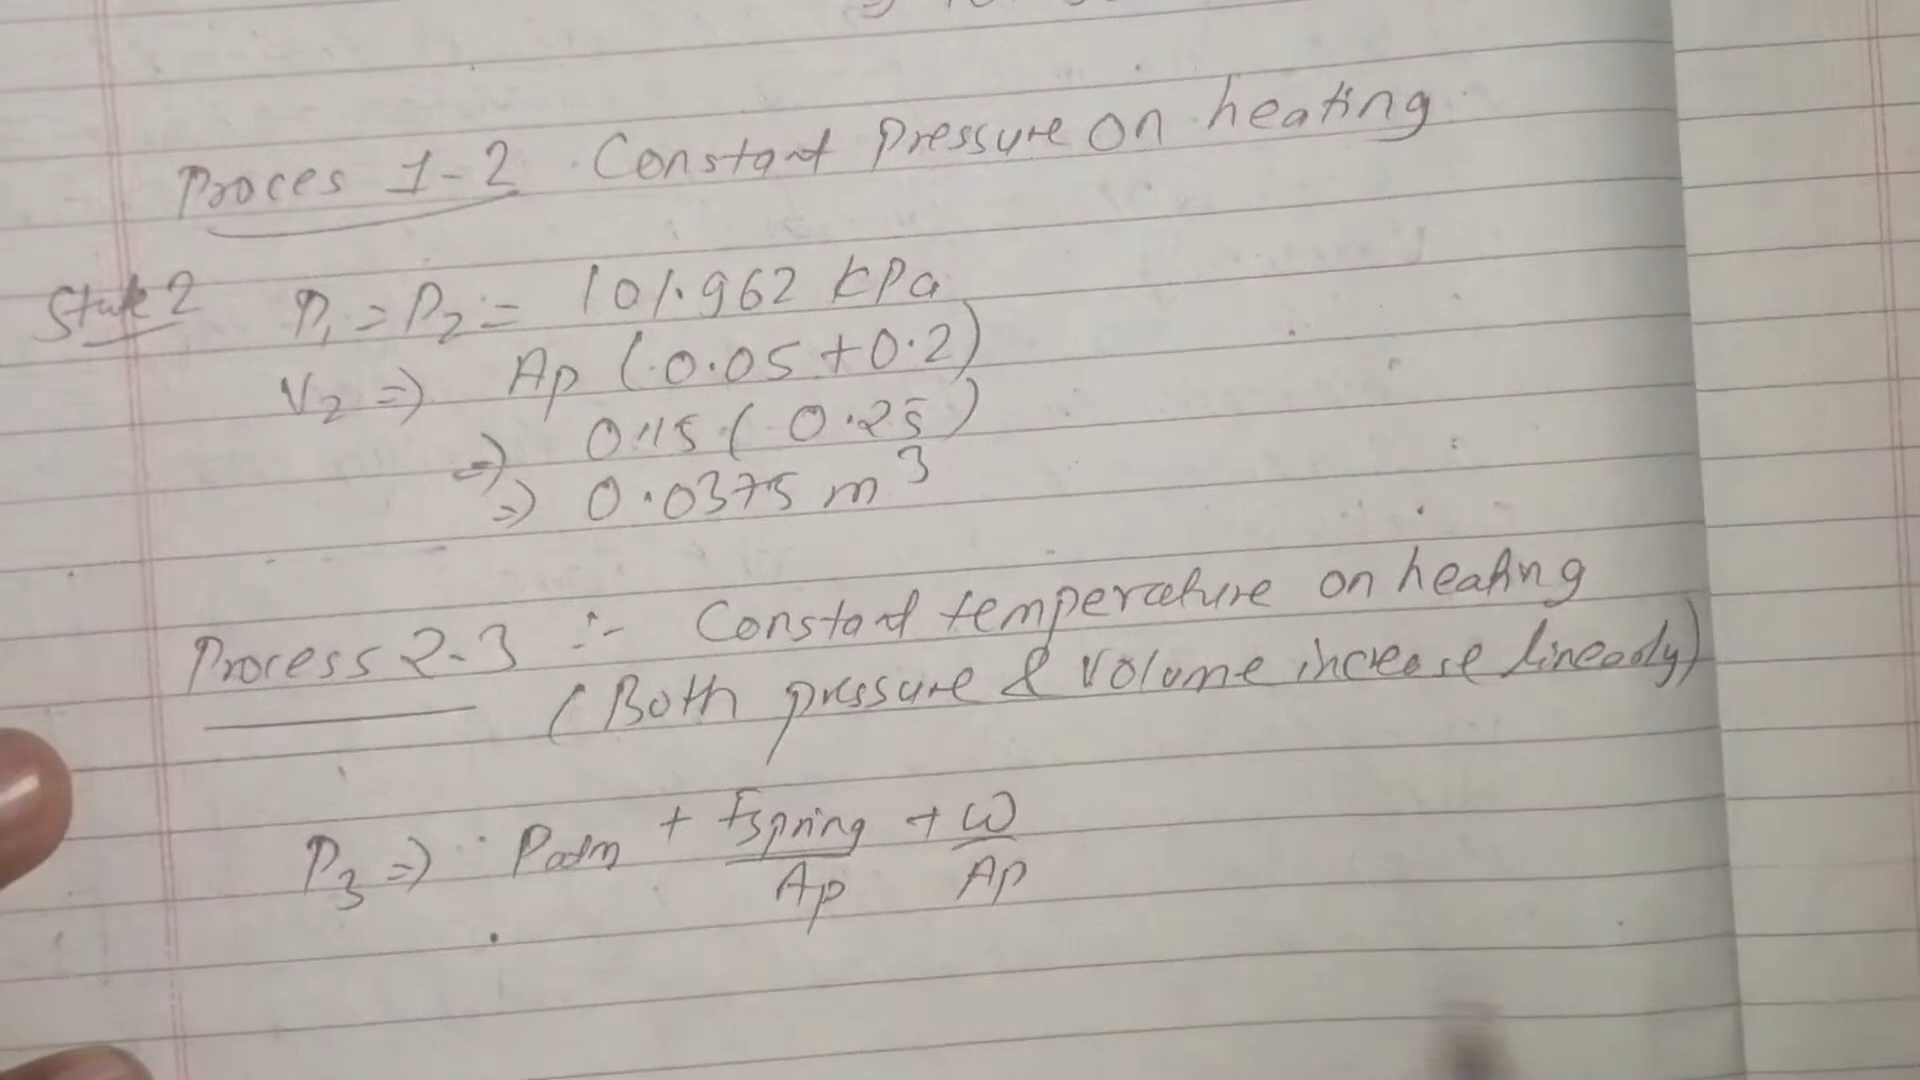 Proces 1-2 Constant Pressure on heating
State 2 P₁ = P₂ = 101.962 kPa
V₂ ⇒ Ap (0.05+0.2)
⇒ 0.15 (0.25)
⇒ 0.0375 m³
Process 2-3 :- Constant temperature on heating
(Both pressure & volume increase linearly)
P₃ ⇒ Patm + Fspring/Ap + W/Ap